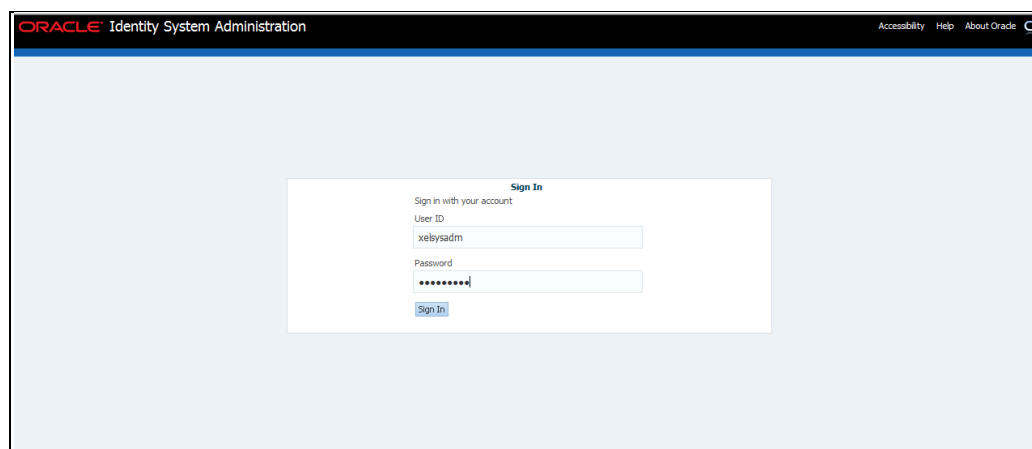 ORACLE Identity System Administration
Accessibility Help About Oracle
Sign In
Sign in with your account
User ID
xelsysadm
Password
•••••••••
Sign In